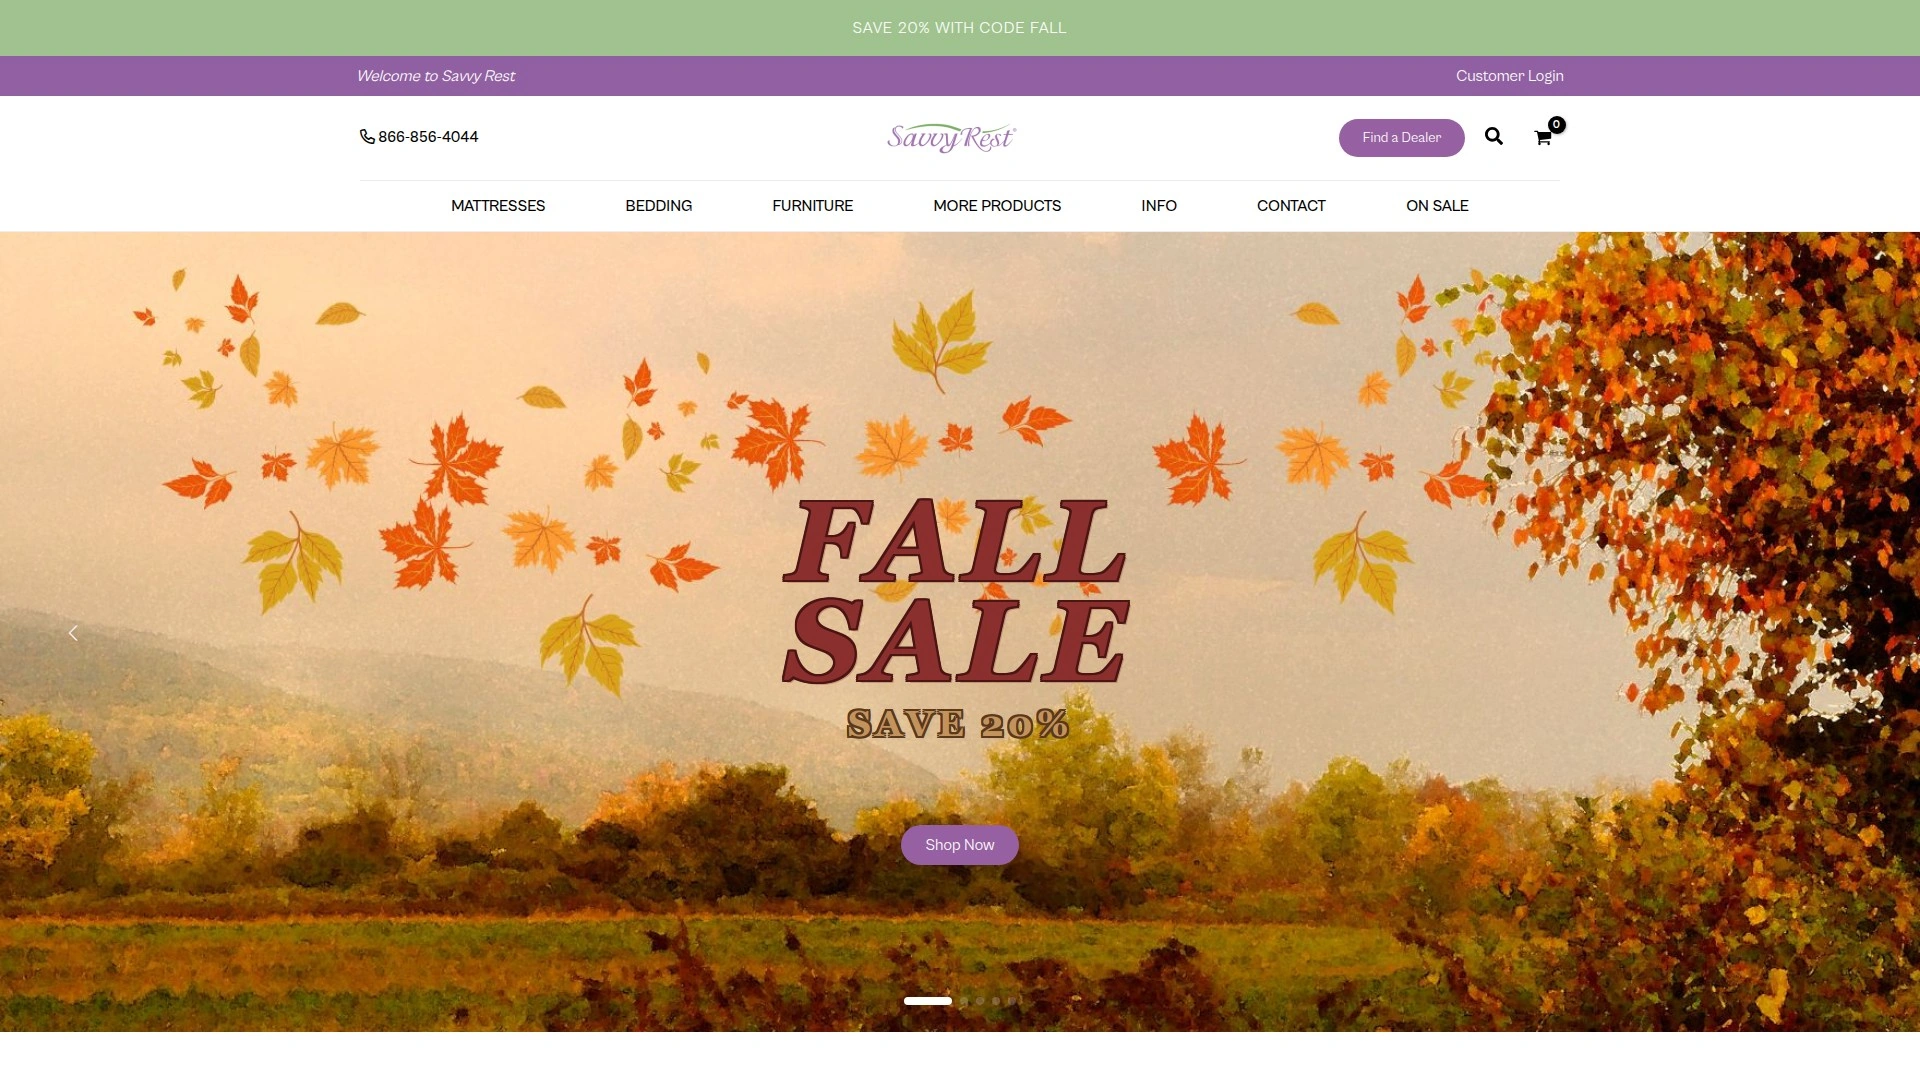 SAVE 20% WITH CODE FALL
Welcome to Savvy Rest
Customer Login
866-856-4044
Savvy Rest®
Find a Dealer
0
MATTRESSES
BEDDING
FURNITURE
MORE PRODUCTS
INFO
CONTACT
ON SALE
FALL
SALE
SAVE 20%
Shop Now